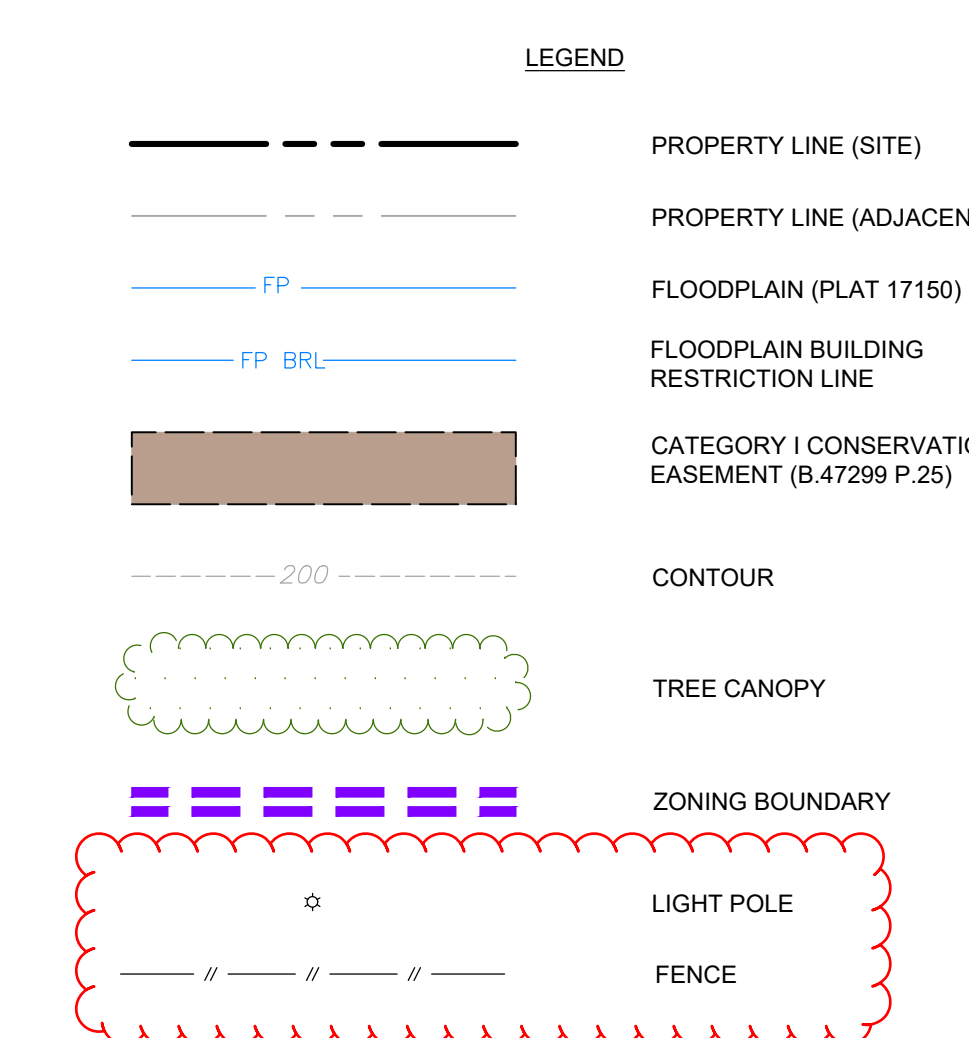 LEGEND
PROPERTY LINE (SITE)
PROPERTY LINE (ADJACEN
FP
FLOODPLAIN (PLAT 17150)
FP BRL
FLOODPLAIN BUILDING
RESTRICTION LINE
CATEGORY I CONSERVATIO
EASEMENT (B.47299 P.25)
200
CONTOUR
TREE CANOPY
ZONING BOUNDARY
LIGHT POLE
FENCE